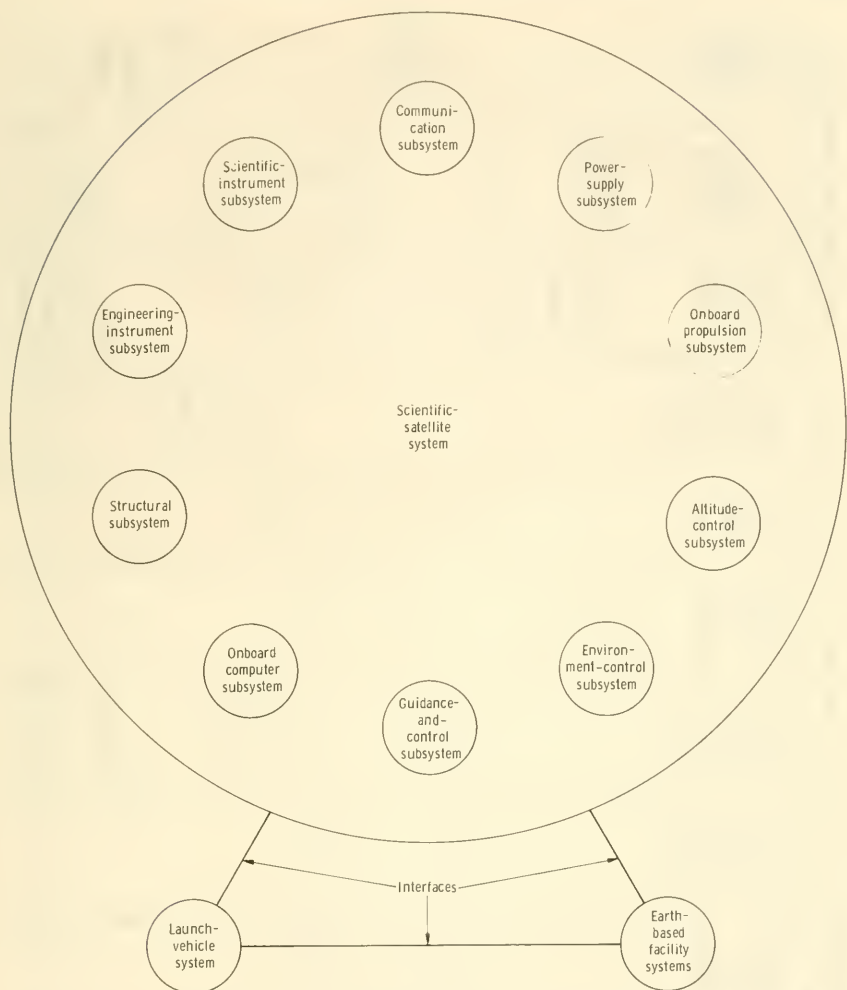 Communi-
cation
subsystem
Scientific-
instrument
subsystem
Power-
supply
subsystem
Engineering-
instrument
subsystem
Onboard
propulsion
subsystem
Scientific-
satellite
system
Structural
subsystem
Altitude-
control
subsystem
Onboard
computer
subsystem
Environ-
ment-control
subsystem
Guidance-
and-
control
subsystem
Interfaces
Launch-
vehicle
system
Earth-
based
facility
systems